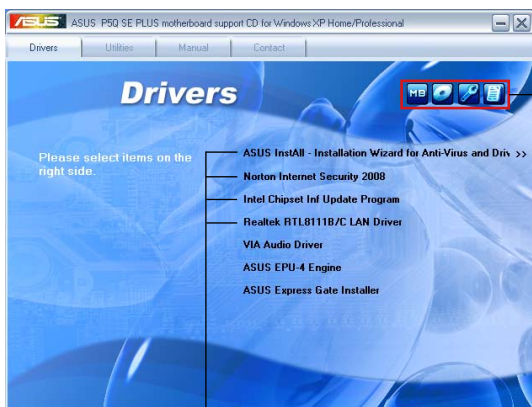 ASUS ASUS P5Q SE PLUS motherboard support CD for Windows XP Home/Professional
Drivers Utilities Manual Contact
Drivers
MB
Please select items on the
right side.
ASUS InstAll - Installation Wizard for Anti-Virus and Driv >>
Norton Internet Security 2008
Intel Chipset Inf Update Program
Realtek RTL8111B/C LAN Driver
VIA Audio Driver
ASUS EPU-4 Engine
ASUS Express Gate Installer